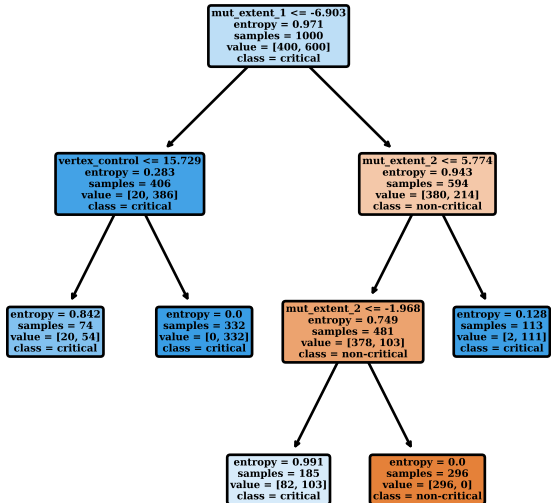 mut_extent_1 <= -6.903
entropy = 0.971
samples = 1000
value = [400, 600]
class = critical
vertex_control <= 15.729
entropy = 0.283
samples = 406
value = [20, 386]
class = critical
mut_extent_2 <= 5.774
entropy = 0.943
samples = 594
value = [380, 214]
class = non-critical
entropy = 0.842
samples = 74
value = [20, 54]
class = critical
entropy = 0.0
samples = 332
value = [0, 332]
class = critical
mut_extent_2 <= -1.968
entropy = 0.749
samples = 481
value = [378, 103]
class = non-critical
entropy = 0.128
samples = 113
value = [2, 111]
class = critical
entropy = 0.991
samples = 185
value = [82, 103]
class = critical
entropy = 0.0
samples = 296
value = [296, 0]
class = non-critical